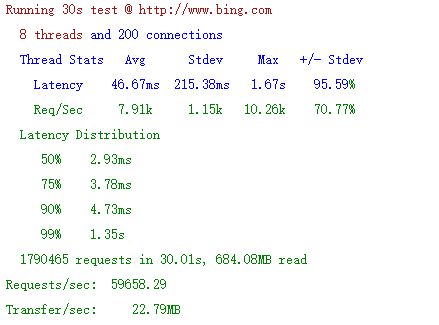 Running 30s test @ http://www.bing.com
8 threads and 200 connections
Thread Stats Avg Stdev Max +/- Stdev
Latency 46.67ms 215.38ms 1.67s 95.59%
Req/Sec 7.91k 1.15k 10.26k 70.77%
Latency Distribution
50% 2.93ms
75% 3.78ms
90% 4.73ms
99% 1.35s
1790465 requests in 30.01s, 684.08MB read
Requests/sec: 59658.29
Transfer/sec: 22.79MB